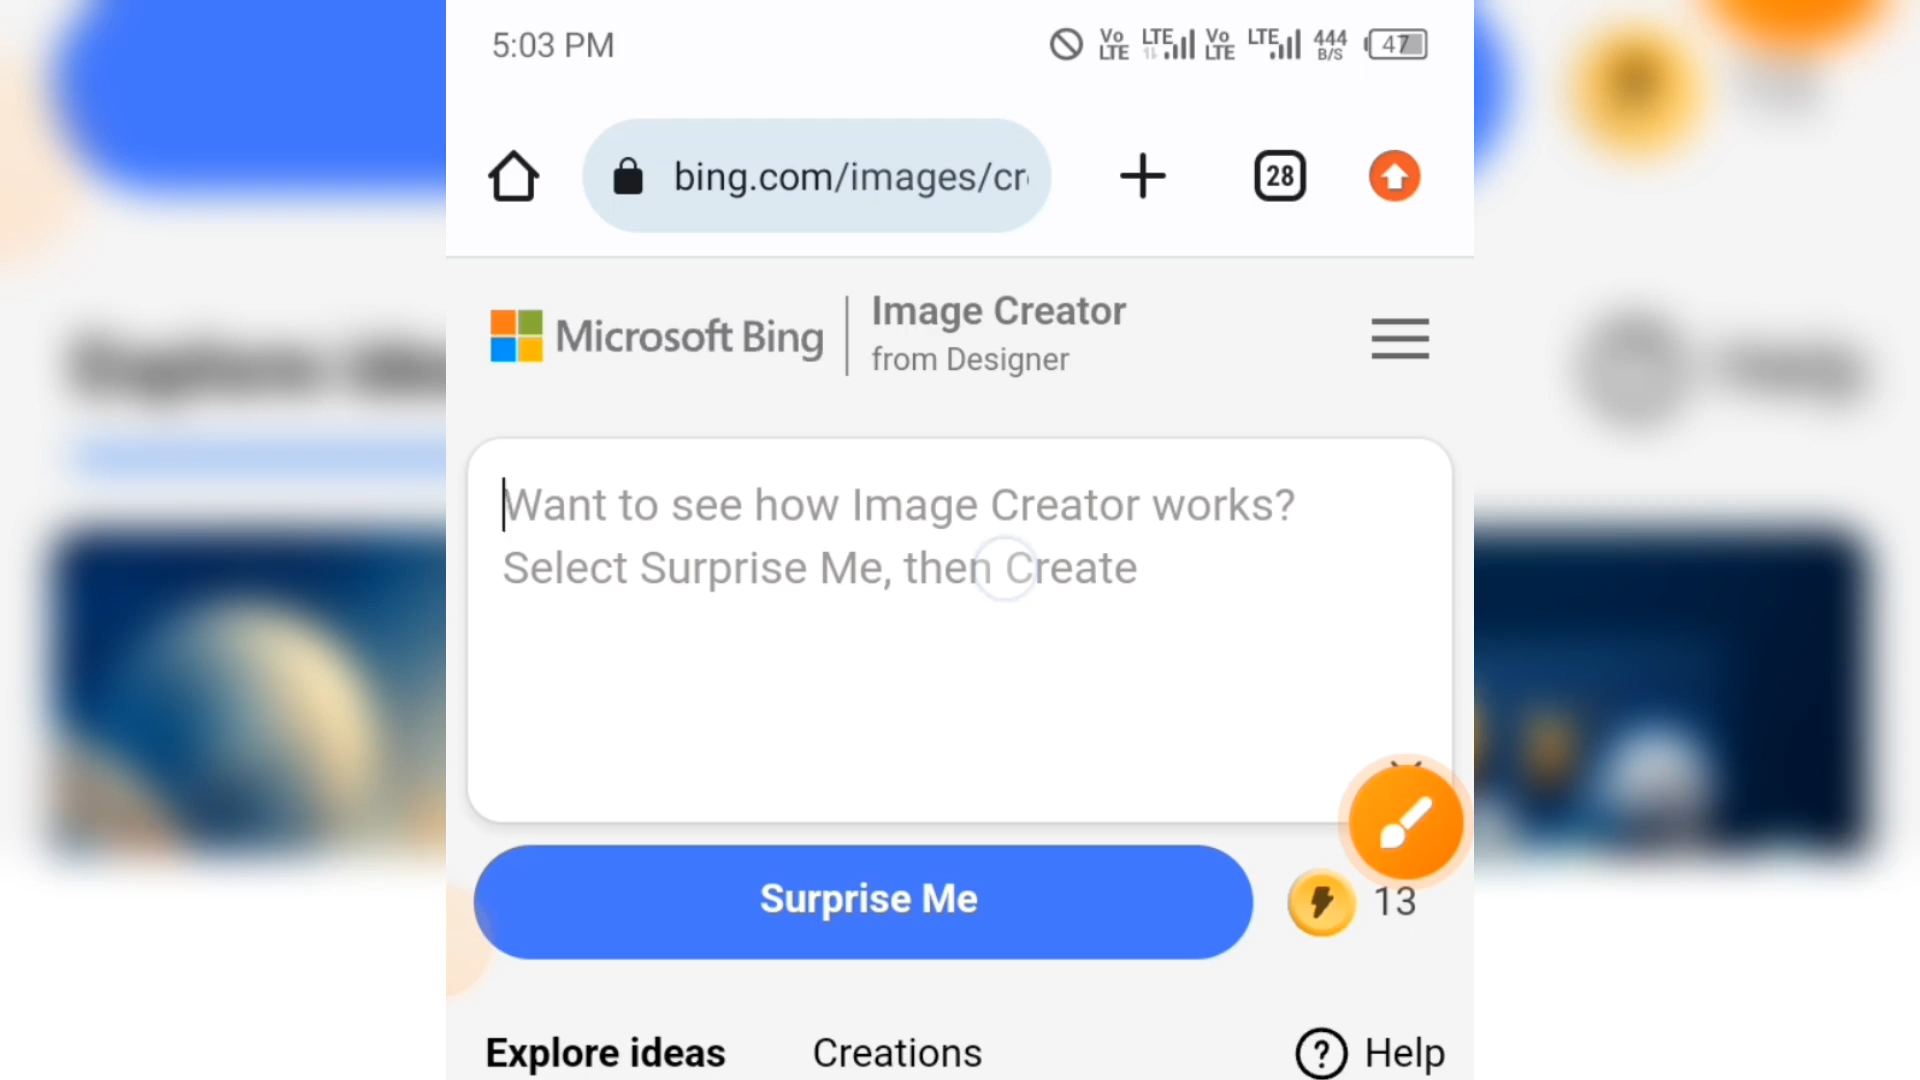 5:03 PM
Vo LTE LTE Vo LTE LTE 444 B/S 47
bing.com/images/cr
28
Microsoft Bing
Image Creator
from Designer
Want to see how Image Creator works?
Select Surprise Me, then Create
Surprise Me
13
Explore ideas
Creations
? Help
Explore ide